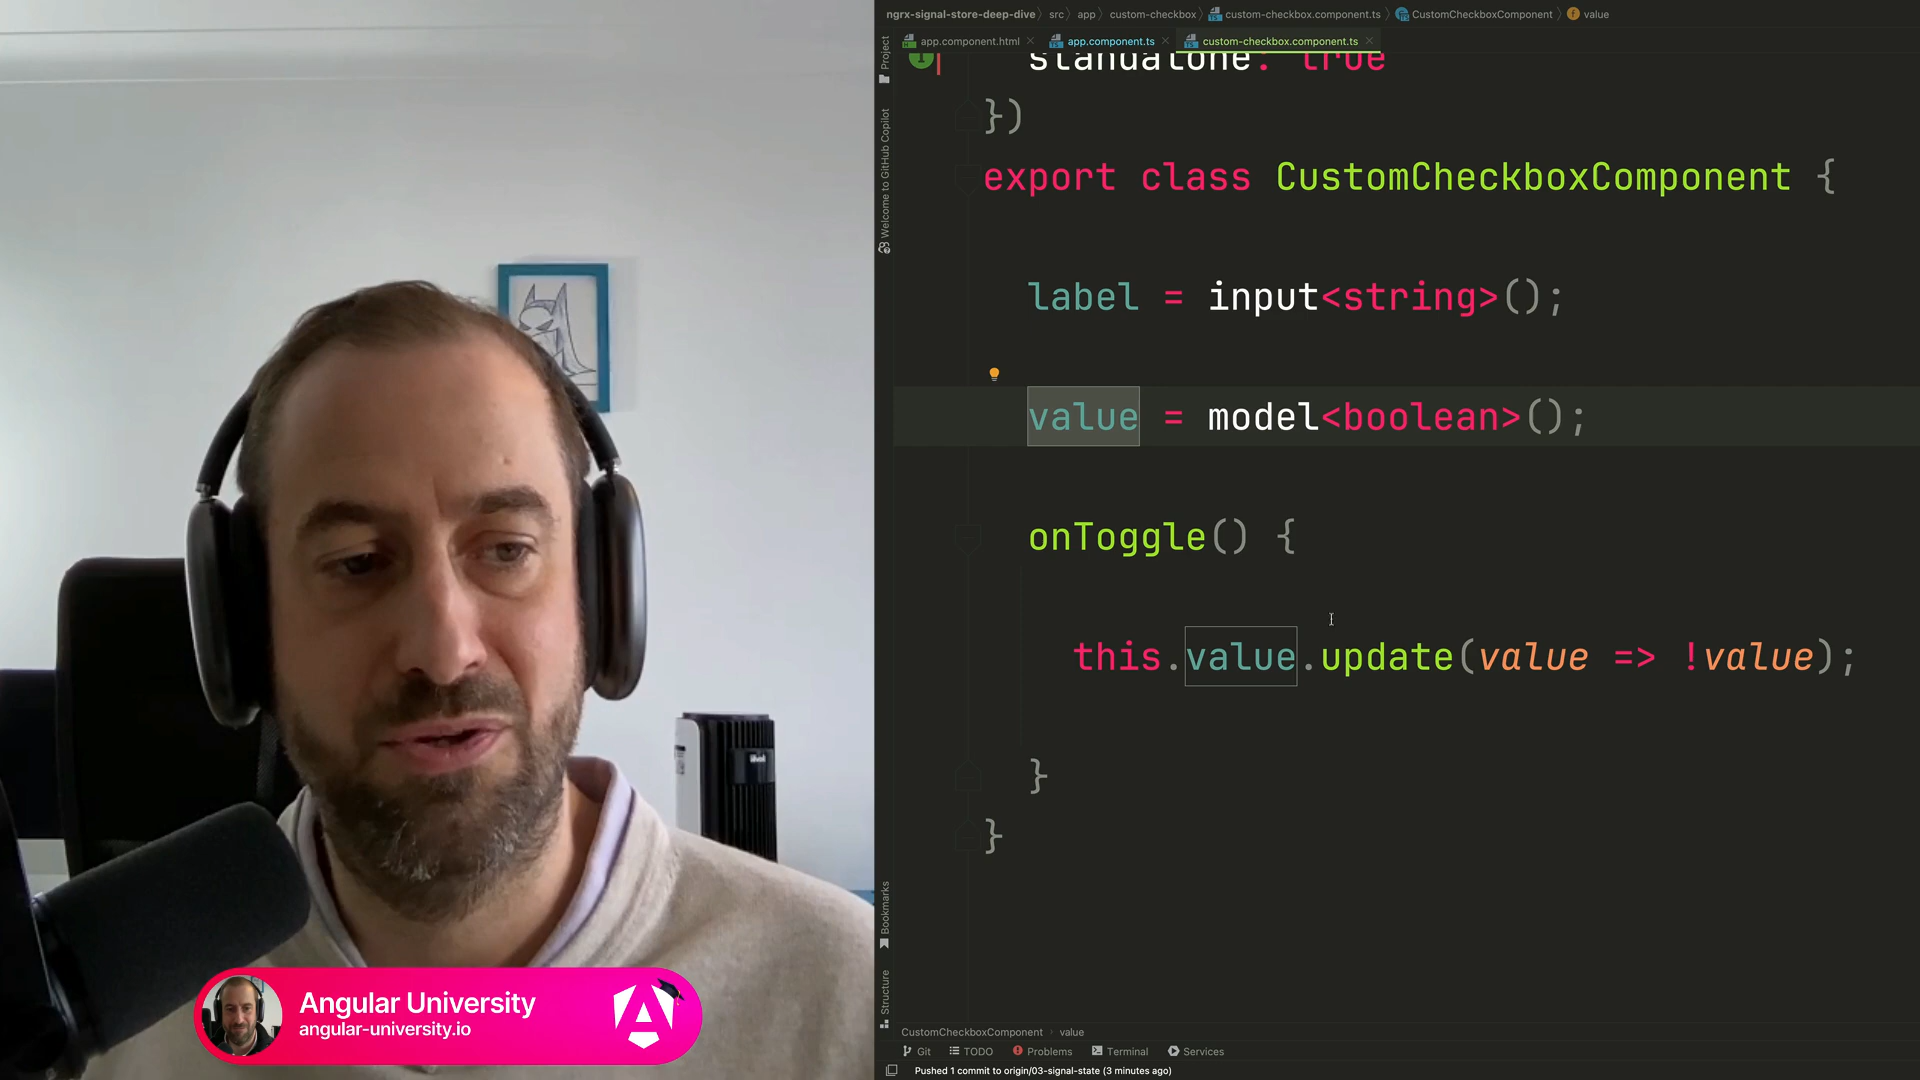 ngrx-signal-store-deep-dive 〉 src 〉 app 〉 custom-checkbox 〉 custom-checkbox.component.ts 〉 CustomCheckboxComponent 〉 value
app.component.html × app.component.ts × custom-checkbox.component.ts ×
Project
Welcome to GitHub Copilot
standalone: true
})
export class CustomCheckboxComponent {
label = input<string>();
value = model<boolean>();
onToggle() {
this.value.update(value => !value);
}
}
Bookmarks
Structure
Angular University
angular-university.io
CustomCheckboxComponent › value
Git TODO Problems Terminal Services
Pushed 1 commit to origin/03-signal-state (3 minutes ago)